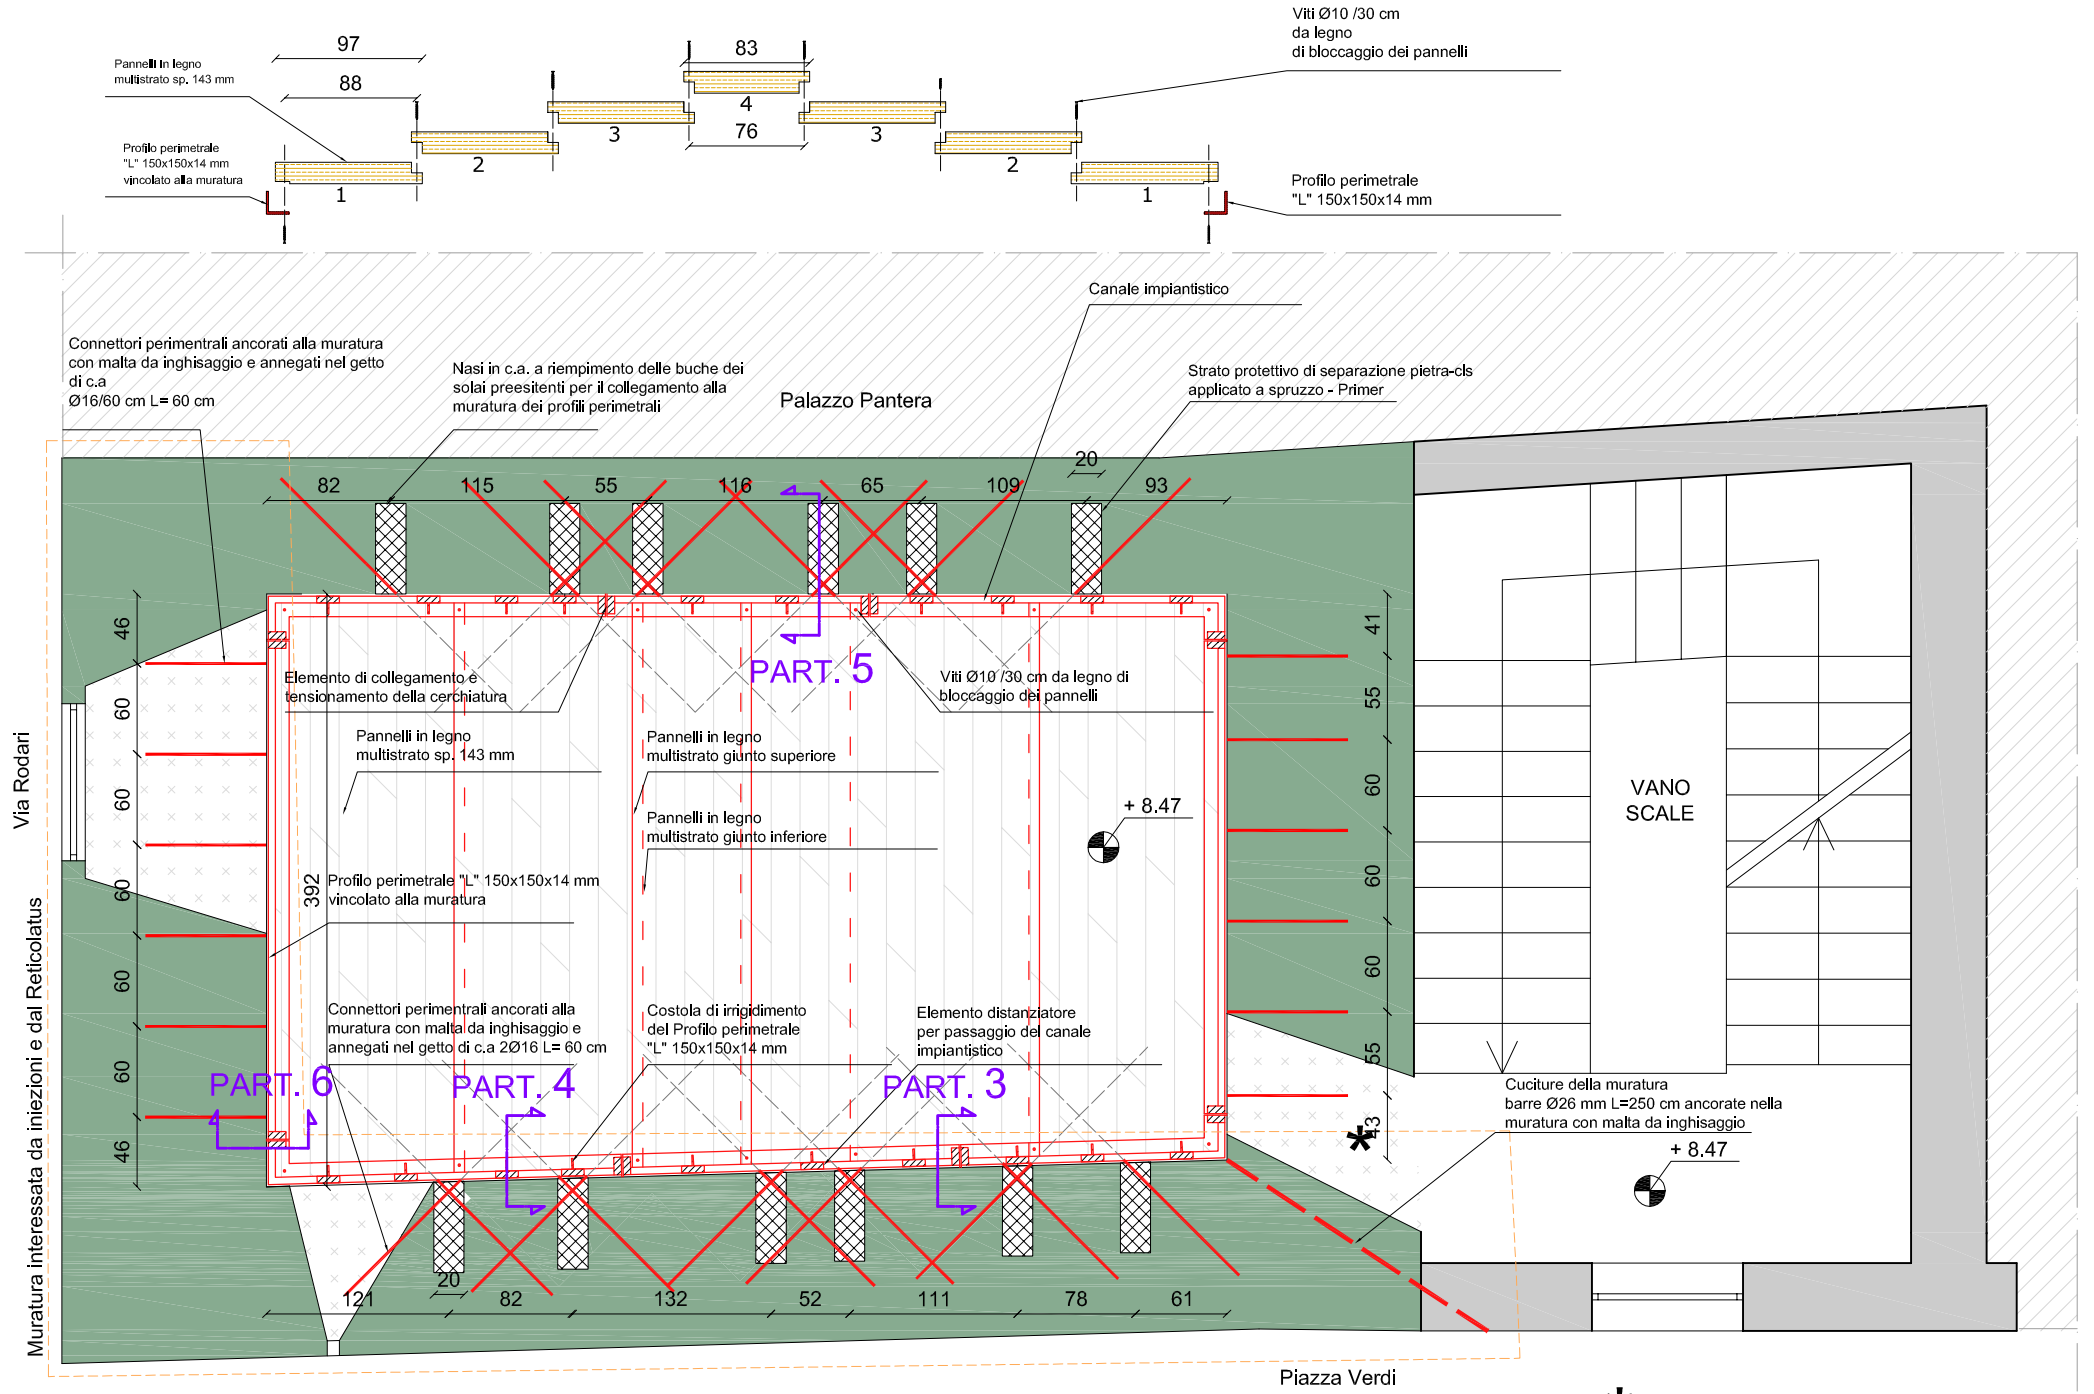 Viti Ø10 /30 cm
da legno
di bloccaggio dei pannelli
97
83
Pannelli in legno
multistrato sp. 143 mm
88
4
3
76
3
2
2
Profilo perimetrale
"L" 150x150x14 mm
vincolato alla muratura
1
1
Profilo perimetrale
"L" 150x150x14 mm
Canale impiantistico
Connettori perimentrali ancorati alla muratura
con malta da inghisaggio e annegati nel getto
di c.a
Ø16/60 cm L= 60 cm
Nasi in c.a. a riempimento delle buche dei
solai preesitenti per il collegamento alla
muratura dei profili perimetrali
Palazzo Pantera
Strato protettivo di separazione pietra-cls
applicato a spruzzo - Primer
20
82
115
55
116
65
109
93
46
60
60
60
60
60
46
41
55
60
60
60
55
43
PART. 5
Elemento di collegamento e
tensionamento della cerchiatura
Viti Ø10 /30 cm da legno di
bloccaggio dei pannelli
Pannelli in legno
multistrato sp. 143 mm
Pannelli in legno
multistrato giunto superiore
Pannelli in legno
multistrato giunto inferiore
+ 8.47
VANO
SCALE
Via Rodari
392
Profilo perimetrale "L" 150x150x14 mm
vincolato alla muratura
Muratura interessata da iniezioni e dal Reticolatus
Connettori perimentrali ancorati alla
muratura con malta da inghisaggio e
annegati nel getto di c.a 2Ø16 L= 60 cm
Costola di irrigidimento
del Profilo perimetrale
"L" 150x150x14 mm
Elemento distanziatore
per passaggio del canale
impiantistico
PART. 6
PART. 4
PART. 3
Cuciture della muratura
barre Ø26 mm L=250 cm ancorate nella
muratura con malta da inghisaggio
*
+ 8.47
20
121
82
132
52
111
78
61
Piazza Verdi